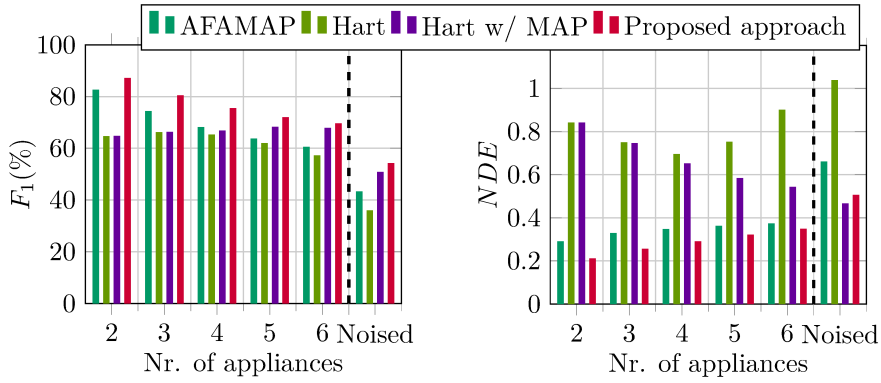 AFAMAP Hart Hart w/ MAP Proposed approach
100
80
60
40
20
0
F1(%)
2 3 4 5 6 Noised
Nr. of appliances
1
0.8
0.6
0.4
0.2
0
NDE
2 3 4 5 6 Noised
Nr. of appliances